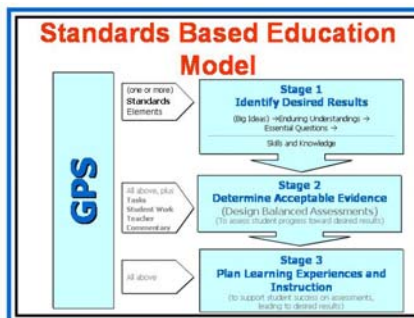 Standards Based Education
Model
GPS
(one or more)
Standards
Elements
Stage 1
Identify Desired Results
(Big Ideas) → Enduring Understandings →
Essential Questions →
Skills and Knowledge
All above, plus
Tasks
Student Work
Teacher
Commentary
Stage 2
Determine Acceptable Evidence
(Design Balanced Assessments)
(To assess student progress toward desired results)
All above
Stage 3
Plan Learning Experiences and
Instruction
(to support student success on assessments,
leading to desired results)